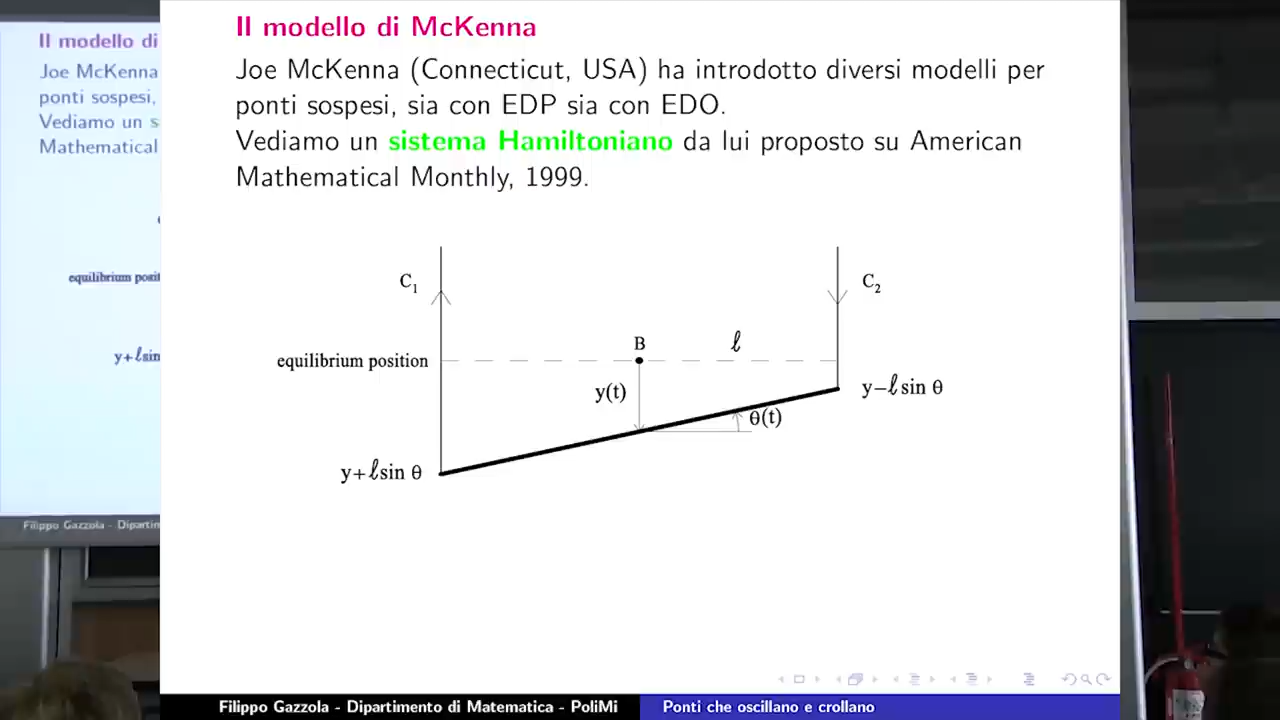 Il modello di McKenna
Joe McKenna (Connecticut, USA) ha introdotto diversi modelli per
ponti sospesi, sia con EDP sia con EDO.
Vediamo un sistema Hamiltoniano da lui proposto su American
Mathematical Monthly, 1999.
C₁
C₂
B
ℓ
equilibrium position
y(t)
y−ℓsin θ
θ(t)
y+ℓsin θ
Filippo Gazzola - Dipartimento di Matematica - PoliMi
Ponti che oscillano e crollano
Il modello di
Joe McKenna
ponti sospesi,
Vediamo un s
Mathematical
equilibrium posit
y+ℓsin
Filippo Gazzola - Dipartim